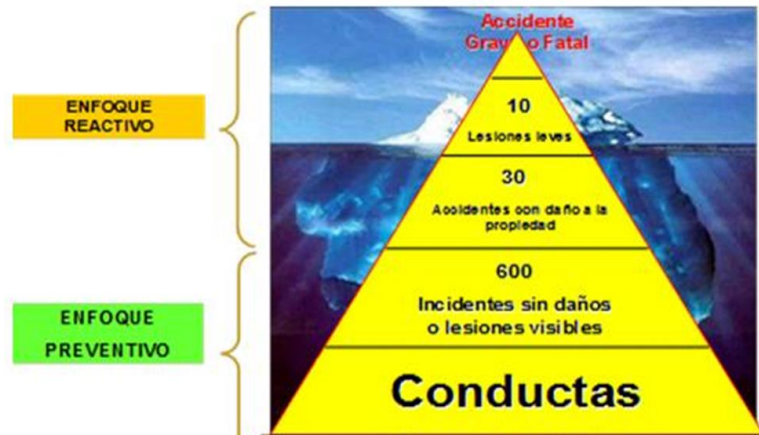 Accidente
Grave o Fatal
ENFOQUE
REACTIVO
10
Lesiones leves
30
Accidentes con daño a la
propiedad
600
Incidentes sin daños
o lesiones visibles
ENFOQUE
PREVENTIVO
Conductas